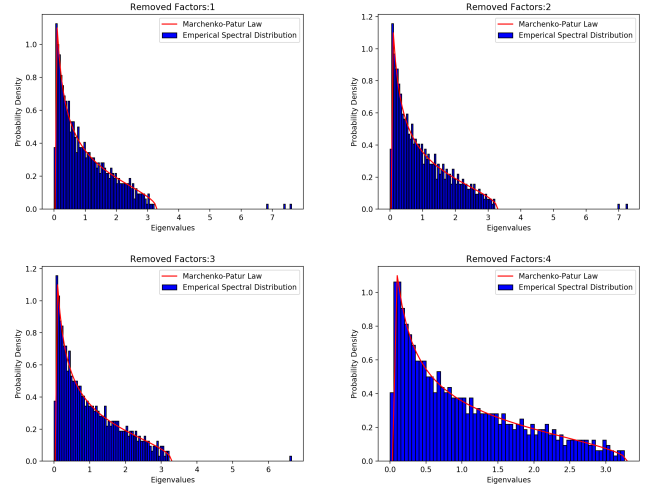 Removed Factors:1
Marchenko-Patur Law
Emperical Spectral Distribution
Probability Density
1.0
0.8
0.6
0.4
0.2
0.0
0 1 2 3 4 5 6 7
Eigenvalues
Removed Factors:2
Marchenko-Patur Law
Emperical Spectral Distribution
Probability Density
1.2
1.0
0.8
0.6
0.4
0.2
0.0
0 1 2 3 4 5 6 7
Eigenvalues
Removed Factors:3
Marchenko-Patur Law
Emperical Spectral Distribution
Probability Density
1.2
1.0
0.8
0.6
0.4
0.2
0.0
0 1 2 3 4 5 6
Eigenvalues
Removed Factors:4
Marchenko-Patur Law
Emperical Spectral Distribution
Probability Density
1.0
0.8
0.6
0.4
0.2
0.0
0.0 0.5 1.0 1.5 2.0 2.5 3.0
Eigenvalues